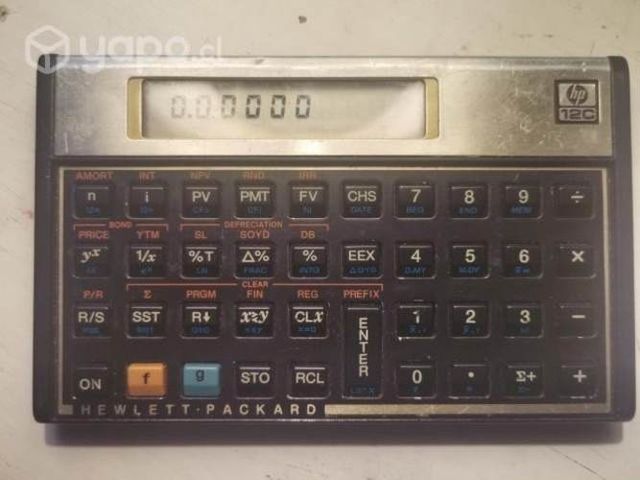 yapo.cl
0.00000
hp
12C
AMORT INT NPV RND IRR
n i PV PMT FV CHS 7 8 9 ÷
DATE BEG END MEM
BOND DEPRECIATION
PRICE YTM SL SOYD DB
yˣ 1/x %T Δ% % EEX 4 5 6 ×
LN FRAC INTG ΔDYS D.MY M.DY
CLEAR
P/R Σ PRGM FIN REG PREFIX
R/S SST R↓ x≷y CLx ENTER 1 2 3 −
ON f g STO RCL 0 · Σ+ +
HEWLETT·PACKARD